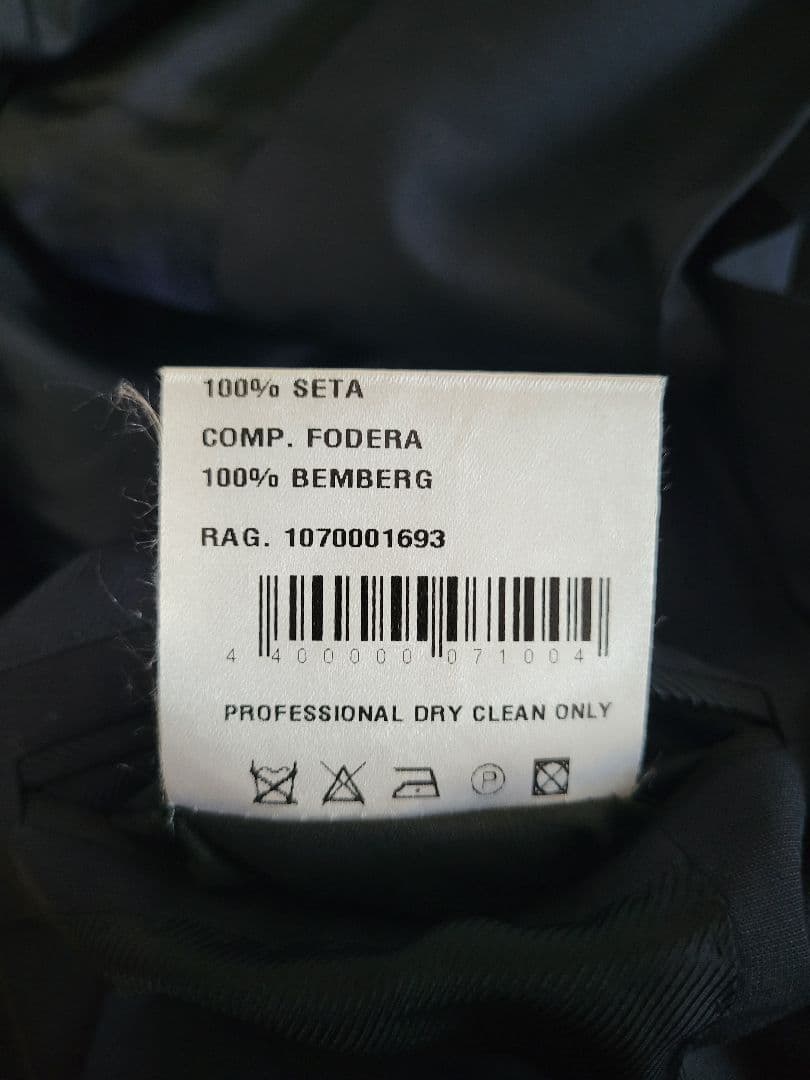 100% SETA
COMP. FODERA
100% BEMBERG
RAG. 1070001693
4 400000 071004
PROFESSIONAL DRY CLEAN ONLY
P